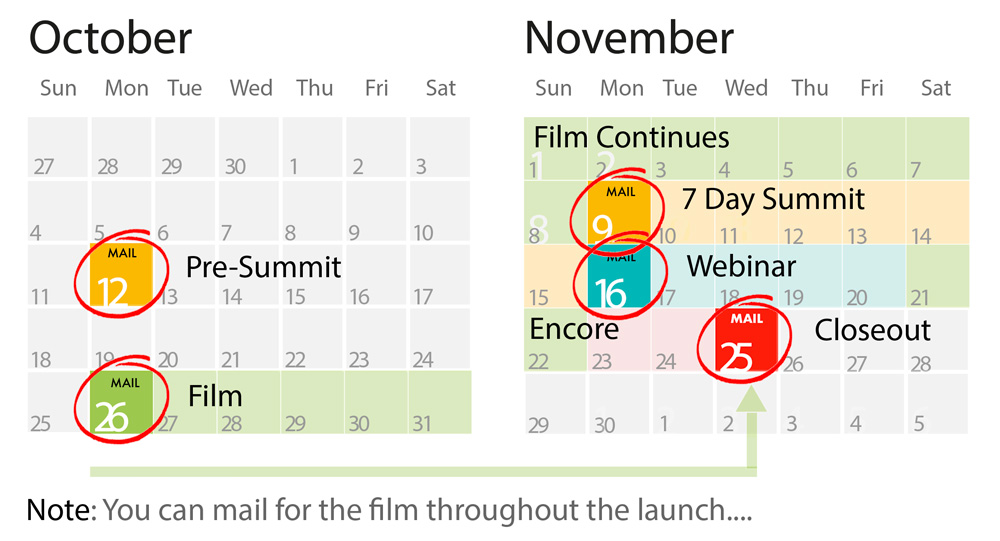 October
Sun Mon Tue Wed Thu Fri Sat
27 28 29 30 1 2 3
4 5 6 7 8 9 10
MAIL
Pre-Summit
11 12 13 14 15 16 17
18 19 20 21 22 23 24
MAIL
Film
25 26 27 28 29 30 31
November
Sun Mon Tue Wed Thu Fri Sat
Film Continues
1 2 3 4 5 6 7
MAIL 7 Day Summit
8 9 10 11 12 13 14
MAIL Webinar
15 16 17 18 19 20 21
Encore MAIL Closeout
22 23 24 25 26 27 28
29 30 1 2 3 4 5
Note: You can mail for the film throughout the launch....